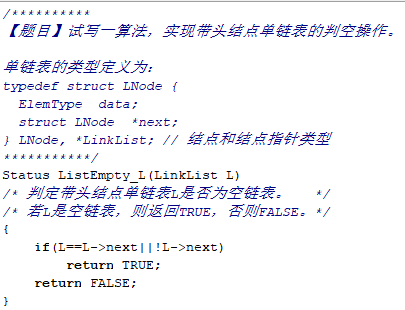 /**********
【题目】试写一算法，实现带头结点单链表的判空操作。
单链表的类型定义为：
typedef struct LNode {
  ElemType  data;
  struct LNode  *next;
} LNode, *LinkList; // 结点和结点指针类型
***********/
Status ListEmpty_L(LinkList L)
/* 判定带头结点单链表L是否为空链表。   */
/* 若L是空链表，则返回TRUE，否则FALSE。*/
{
    if(L==L->next||!L->next)
        return TRUE;
    return FALSE;
}